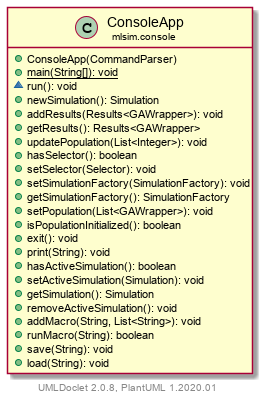 C ConsoleApp
mlsim.console
ConsoleApp(CommandParser)
main(String[]): void
run(): void
newSimulation(): Simulation
addResults(Results<GAWrapper>): void
getResults(): Results<GAWrapper>
updatePopulation(List<Integer>): void
hasSelector(): boolean
setSelector(Selector): void
setSimulationFactory(SimulationFactory): void
getSimulationFactory(): SimulationFactory
setPopulation(List<GAWrapper>): void
isPopulationInitialized(): boolean
exit(): void
print(String): void
hasActiveSimulation(): boolean
setActiveSimulation(Simulation): void
getSimulation(): Simulation
removeActiveSimulation(): void
addMacro(String, List<String>): void
runMacro(String): boolean
save(String): void
load(String): void
UMLDoclet 2.0.8, PlantUML 1.2020.01